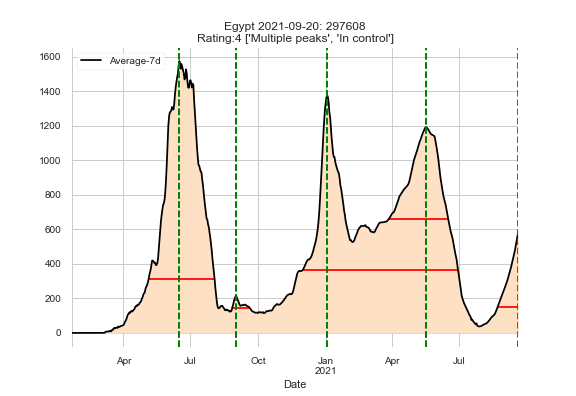 Egypt 2021-09-20: 297608
Rating:4 ['Multiple peaks', 'In control']
Average-7d
1600
1400
1200
1000
800
600
400
200
0
Apr
Jul
Oct
Jan
2021
Apr
Jul
Date